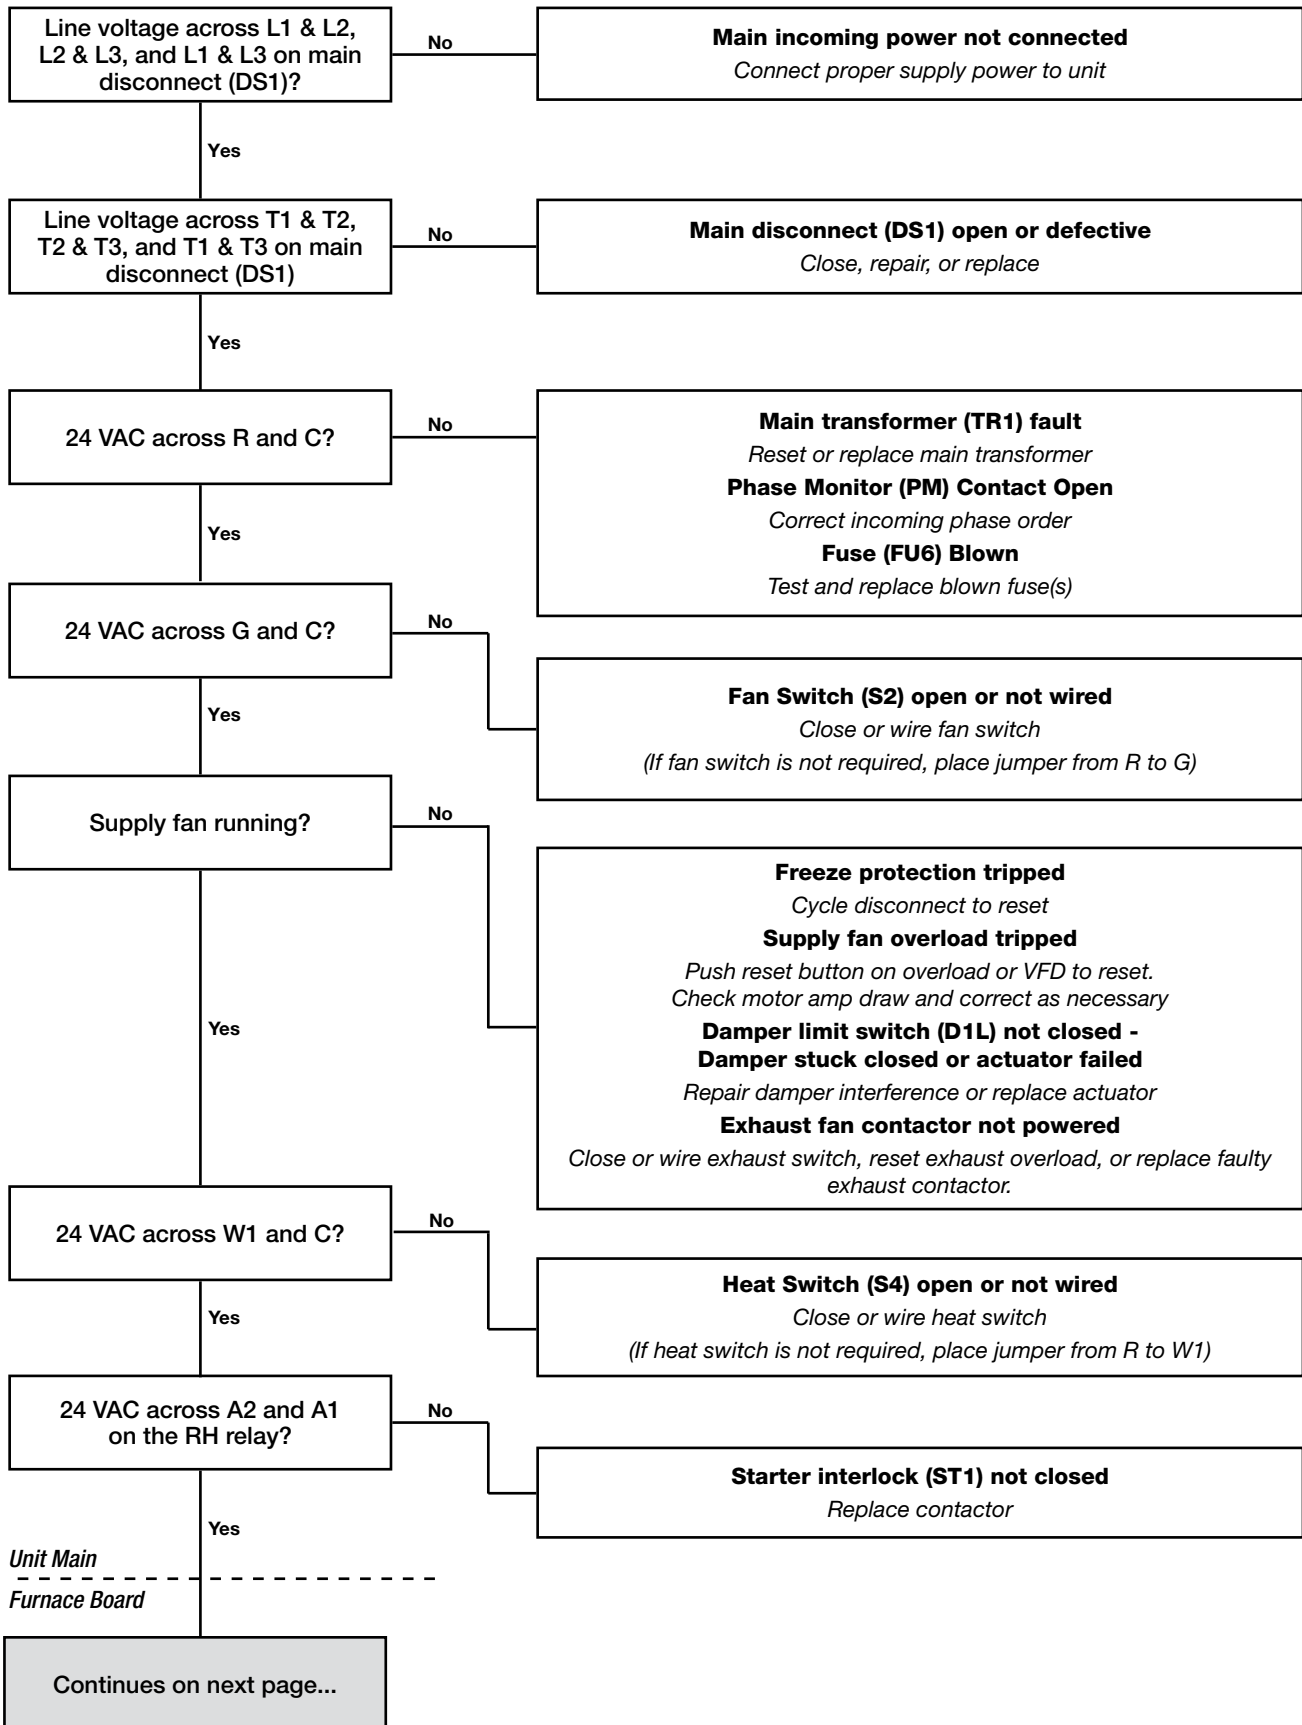 Line voltage across L1 & L2,
L2 & L3, and L1 & L3 on main
disconnect (DS1)?
No
Main incoming power not connected
Connect proper supply power to unit
Yes
Line voltage across T1 & T2,
T2 & T3, and T1 & T3 on main
disconnect (DS1)
No
Main disconnect (DS1) open or defective
Close, repair, or replace
Yes
24 VAC across R and C?
No
Main transformer (TR1) fault
Reset or replace main transformer
Phase Monitor (PM) Contact Open
Correct incoming phase order
Fuse (FU6) Blown
Test and replace blown fuse(s)
Yes
24 VAC across G and C?
No
Fan Switch (S2) open or not wired
Close or wire fan switch
(If fan switch is not required, place jumper from R to G)
Yes
Supply fan running?
No
Freeze protection tripped
Cycle disconnect to reset
Supply fan overload tripped
Push reset button on overload or VFD to reset.
Check motor amp draw and correct as necessary
Damper limit switch (D1L) not closed -
Damper stuck closed or actuator failed
Repair damper interference or replace actuator
Exhaust fan contactor not powered
Close or wire exhaust switch, reset exhaust overload, or replace faulty
exhaust contactor.
Yes
24 VAC across W1 and C?
No
Heat Switch (S4) open or not wired
Close or wire heat switch
(If heat switch is not required, place jumper from R to W1)
Yes
24 VAC across A2 and A1
on the RH relay?
No
Starter interlock (ST1) not closed
Replace contactor
Yes
Unit Main
Furnace Board
Continues on next page...